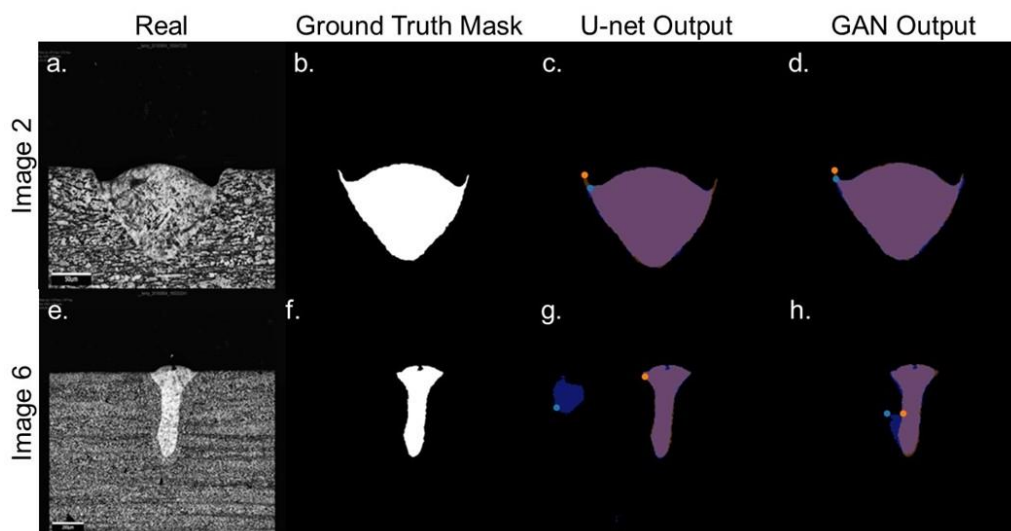 Real
Ground Truth Mask
U-net Output
GAN Output
Image 2
a.
b.
c.
d.
Image 6
e.
f.
g.
h.